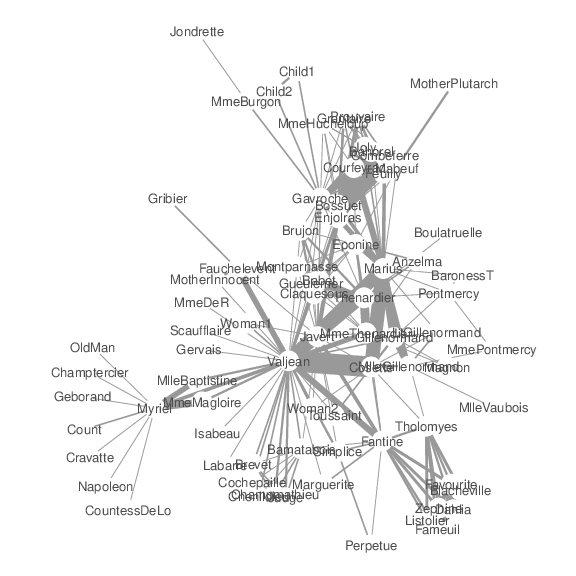 Jondrette
Child1
MotherPlutarch
Child2
MmeBurgon
Grantaire
Prouvaire
MmeHucheloup
Joly
Bahorel
Combeferre
Courfeyrac
Mabeuf
Feuilly
Gribier
Gavroche
Bossuet
Enjolras
Brujon
Boulatruelle
Eponine
Anzelma
Fauchelevent
Montparnasse
Marius
BaronessT
MotherInnocent
Babet
Gueulemer
Claquesous
Thenardier
Pontmercy
MmeDeR
Woman1
Scaufflaire
Javert
MmeThenardier
LtGillenormand
Gillenormand
OldMan
Gervais
MmePontmercy
Valjean
Cosette
MlleGillenormand
Magnon
Champtercier
MlleBaptistine
Geborand
MmeMagloire
Myriel
Woman2
Toussaint
MlleVaubois
Count
Isabeau
Tholomyes
Fantine
Cravatte
Bamatabois
Simplice
Labarre
Brevet
Napoleon
Cochepaille
Marguerite
Favourite
Blacheville
Chenildieu
Champmathieu
Judge
CountessDeLo
Zephine
Dahlia
Listolier
Fameuil
Perpetue